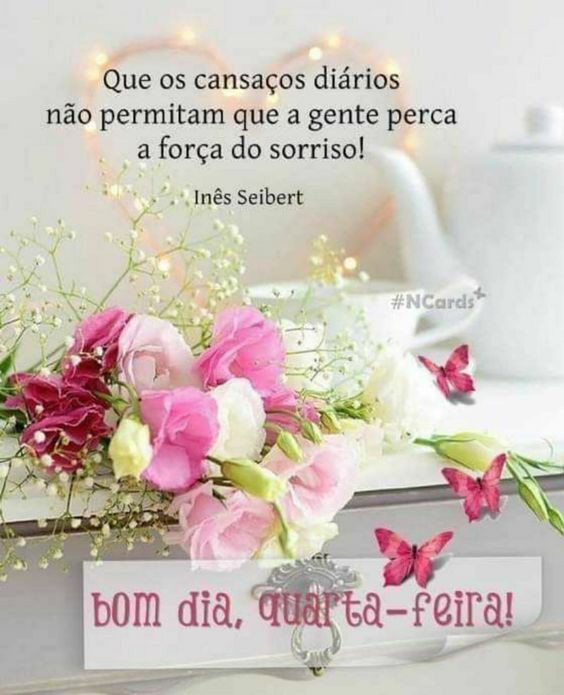 Que os cansaços diários
não permitam que a gente perca
a força do sorriso!
Inês Seibert
#NCards+
bom dia, quarta-feira!